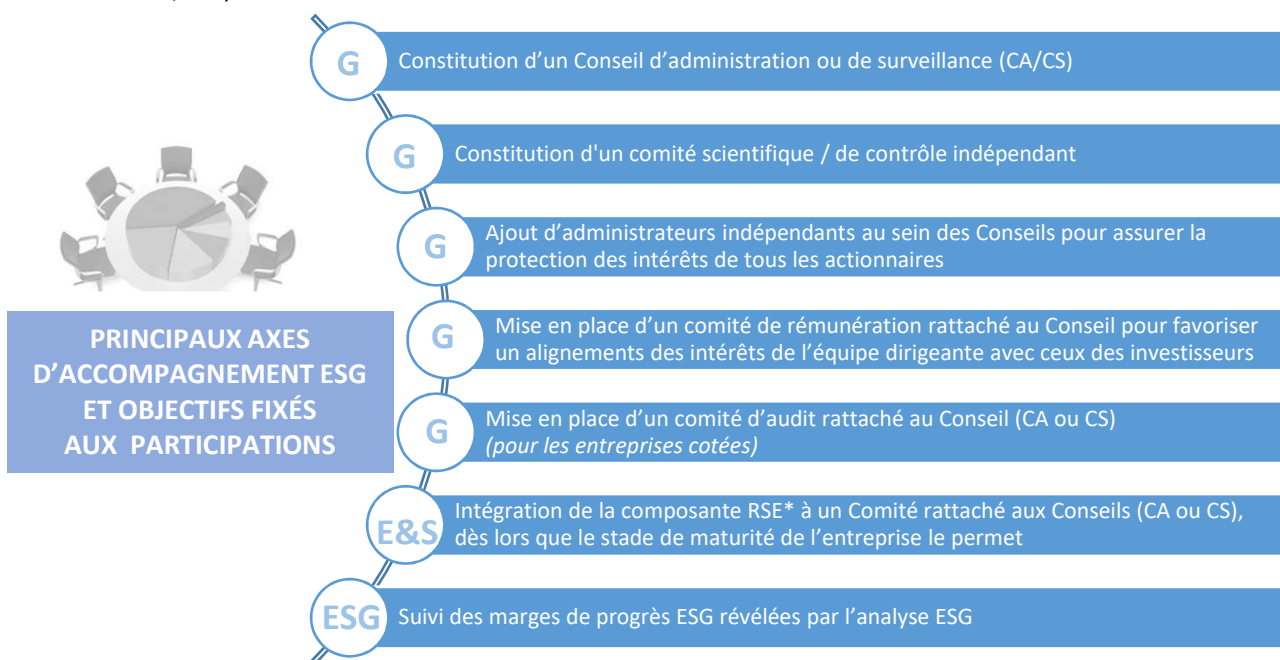 G
Constitution d’un Conseil d’administration ou de surveillance (CA/CS)
G
Constitution d'un comité scientifique / de contrôle indépendant
G
Ajout d’administrateurs indépendants au sein des Conseils pour assurer la
protection des intérêts de tous les actionnaires
PRINCIPAUX AXES
D’ACCOMPAGNEMENT ESG
ET OBJECTIFS FIXÉS
AUX PARTICIPATIONS
G
Mise en place d’un comité de rémunération rattaché au Conseil pour favoriser
un alignements des intérêts de l’équipe dirigeante avec ceux des investisseurs
G
Mise en place d’un comité d’audit rattaché au Conseil (CA ou CS)
(pour les entreprises cotées)
E&S
Intégration de la composante RSE* à un Comité rattaché aux Conseils (CA ou CS),
dès lors que le stade de maturité de l’entreprise le permet
ESG
Suivi des marges de progrès ESG révélées par l’analyse ESG